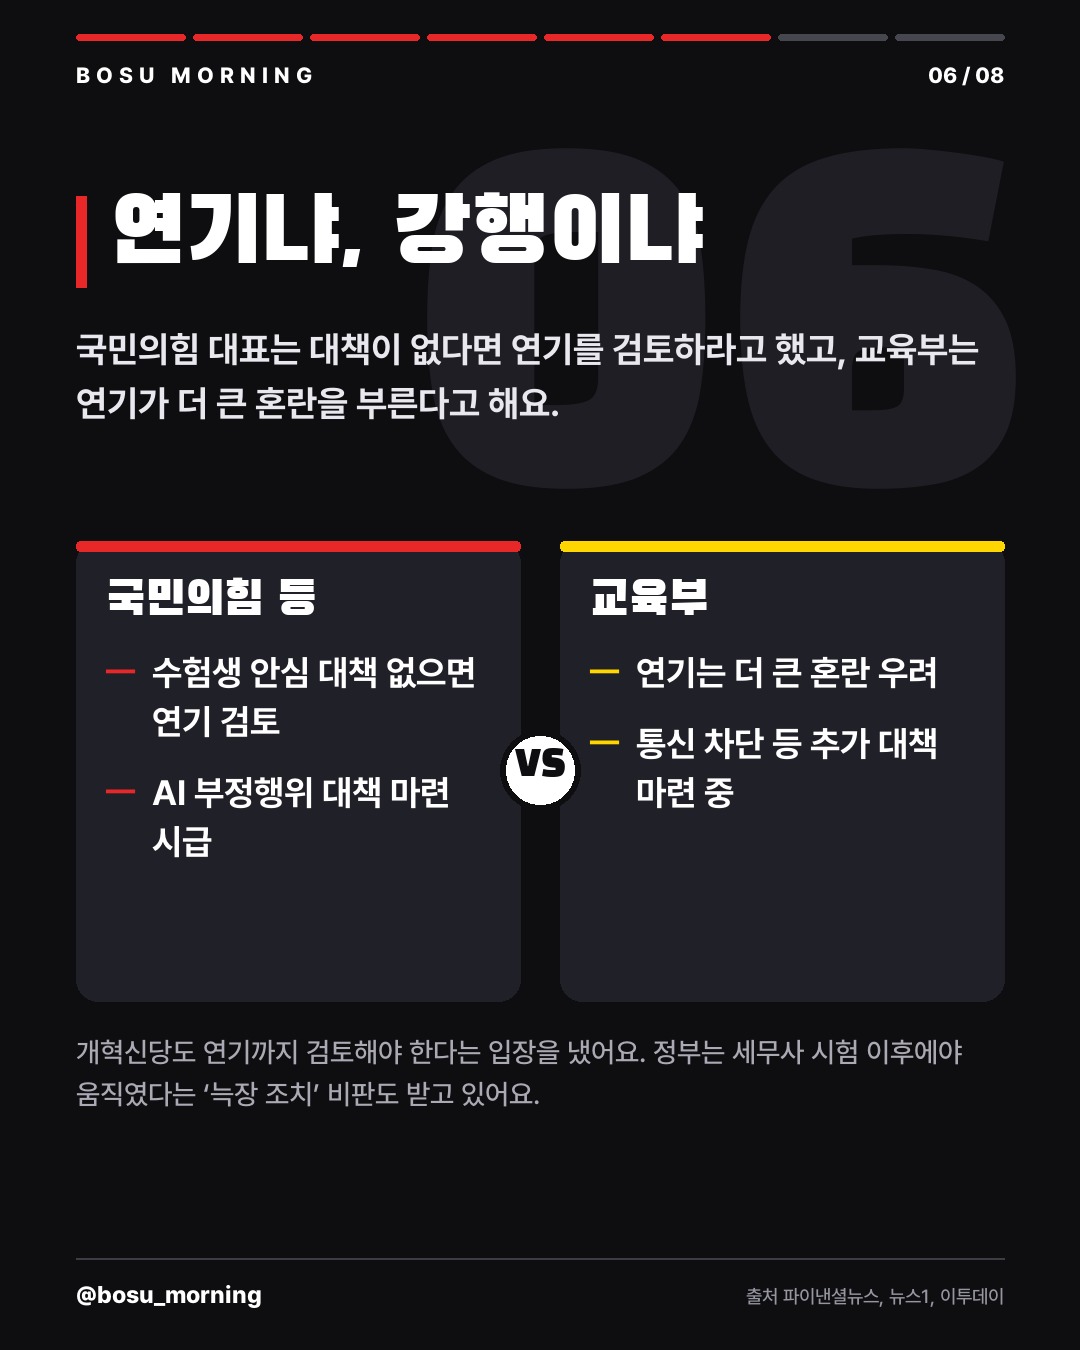 BOSU MORNING
06 / 08
06
연기냐, 강행이냐
국민의힘 대표는 대책이 없다면 연기를 검토하라고 했고, 교육부는
연기가 더 큰 혼란을 부른다고 해요.
국민의힘 등
— 수험생 안심 대책 없으면
연기 검토
— AI 부정행위 대책 마련
시급
VS
교육부
— 연기는 더 큰 혼란 우려
— 통신 차단 등 추가 대책
마련 중
개혁신당도 연기까지 검토해야 한다는 입장을 냈어요. 정부는 세무사 시험 이후에야
움직였다는 ‘늑장 조치’ 비판도 받고 있어요.
@bosu_morning
출처 파이낸셜뉴스, 뉴스1, 이투데이